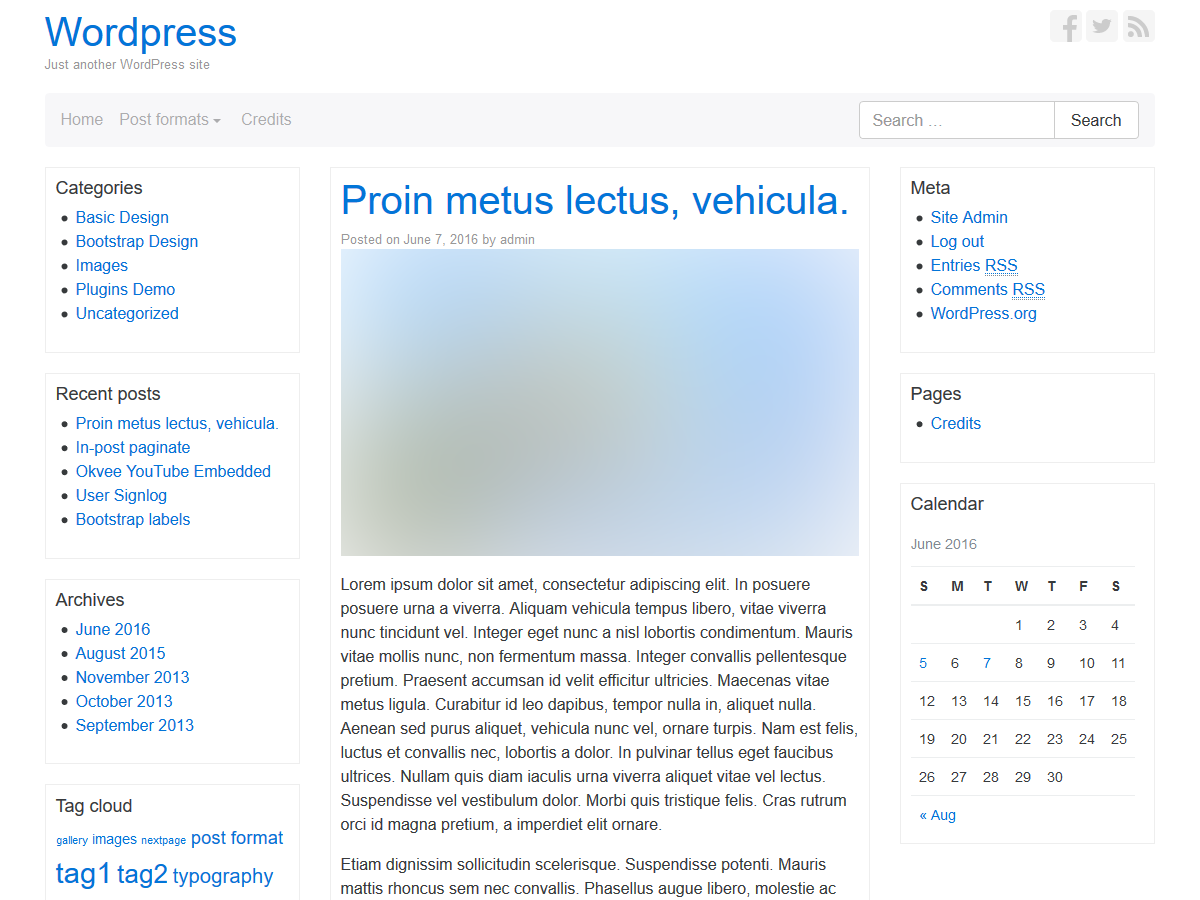 Wordpress
Just another WordPress site
Home Post formats Credits
Search …
Search
Categories
Basic Design
Bootstrap Design
Images
Plugins Demo
Uncategorized
Recent posts
Proin metus lectus, vehicula.
In-post paginate
Okvee YouTube Embedded
User Signlog
Bootstrap labels
Archives
June 2016
August 2015
November 2013
October 2013
September 2013
Tag cloud
gallery images nextpage post format
tag1 tag2 typography
Proin metus lectus, vehicula.
Posted on June 7, 2016 by admin
Lorem ipsum dolor sit amet, consectetur adipiscing elit. In posuere
posuere urna a viverra. Aliquam vehicula tempus libero, vitae viverra
nunc tincidunt vel. Integer eget nunc a nisl lobortis condimentum. Mauris
vitae mollis nunc, non fermentum massa. Integer convallis pellentesque
pretium. Praesent accumsan id velit efficitur ultricies. Maecenas vitae
metus ligula. Curabitur id leo dapibus, tempor nulla in, aliquet nulla.
Aenean sed purus aliquet, vehicula nunc vel, ornare turpis. Nam est felis,
luctus et convallis nec, lobortis a dolor. In pulvinar tellus eget faucibus
ultrices. Nullam quis diam iaculis urna viverra aliquet vitae vel lectus.
Suspendisse vel vestibulum dolor. Morbi quis tristique felis. Cras rutrum
orci id magna pretium, a imperdiet elit ornare.
Etiam dignissim sollicitudin scelerisque. Suspendisse potenti. Mauris
mattis rhoncus sem nec convallis. Phasellus augue libero, molestie ac
Meta
Site Admin
Log out
Entries RSS
Comments RSS
WordPress.org
Pages
Credits
Calendar
June 2016
S M T W T F S
1 2 3 4
5 6 7 8 9 10 11
12 13 14 15 16 17 18
19 20 21 22 23 24 25
26 27 28 29 30
« Aug